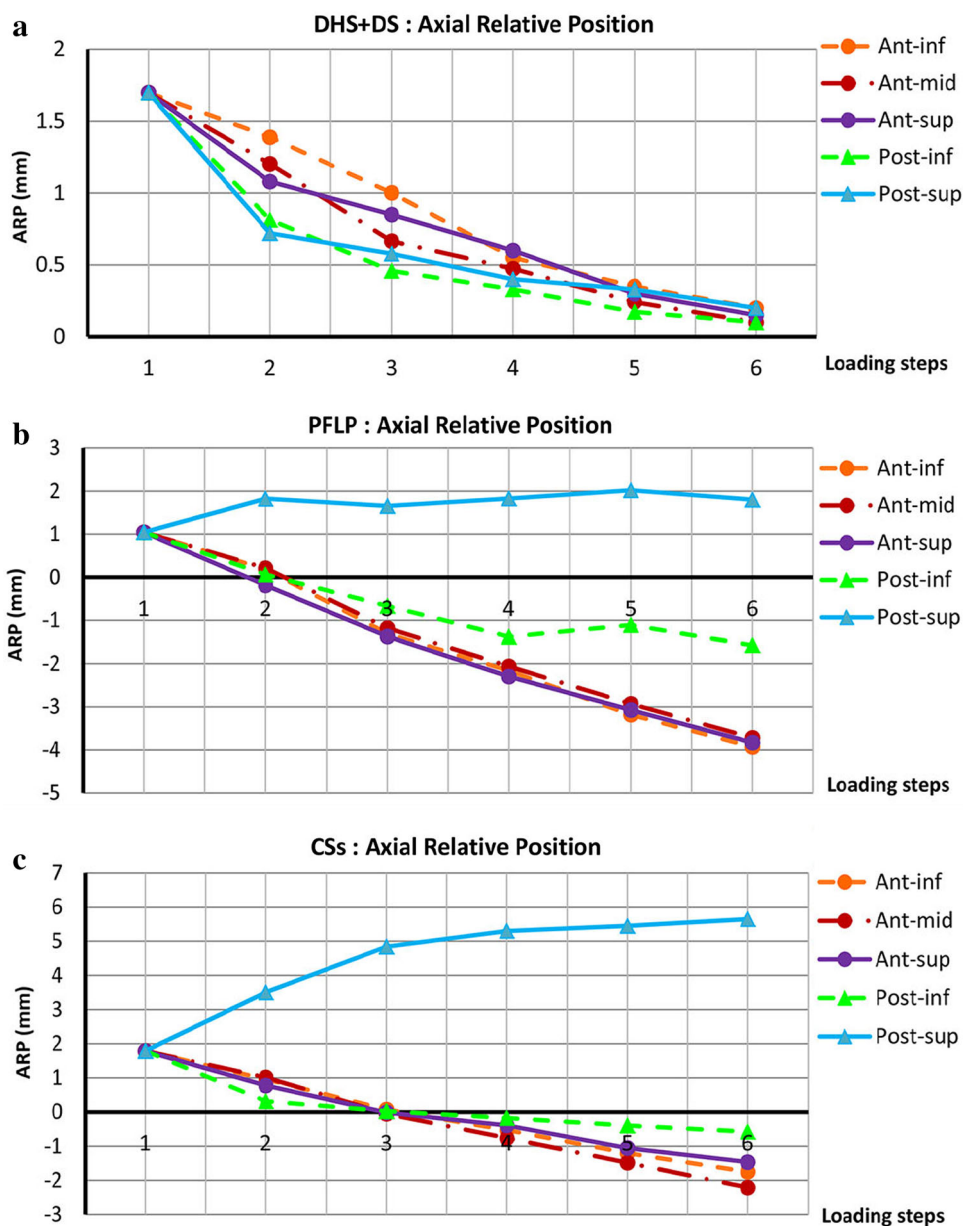 a
DHS+DS : Axial Relative Position
2
1.5
1
0.5
0
ARP (mm)
1 2 3 4 5 6
Loading steps
Ant-inf
Ant-mid
Ant-sup
Post-inf
Post-sup
b
PFLP : Axial Relative Position
3
2
1
0
-1
-2
-3
-4
-5
ARP (mm)
1 2 3 4 5 6
Loading steps
Ant-inf
Ant-mid
Ant-sup
Post-inf
Post-sup
c
CSs : Axial Relative Position
7
6
5
4
3
2
1
0
-1
-2
-3
ARP (mm)
1 2 3 4 5 6
Loading steps
Ant-inf
Ant-mid
Ant-sup
Post-inf
Post-sup